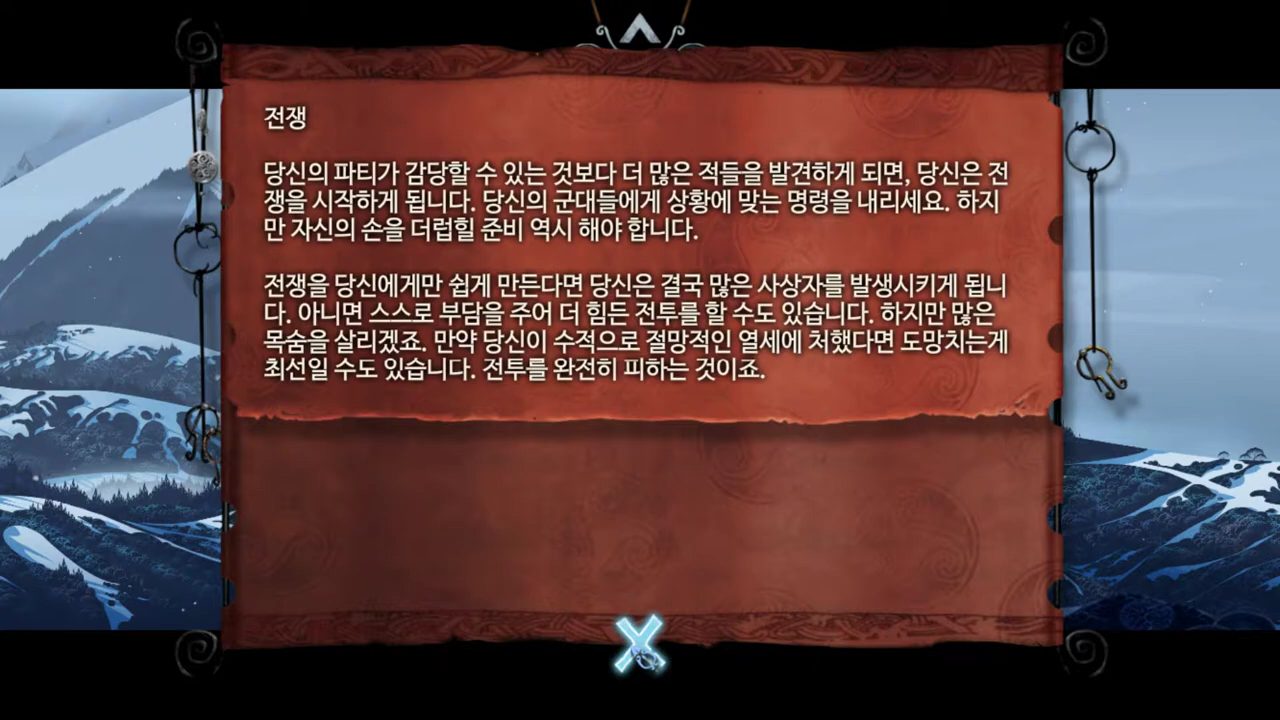 전쟁
당신의 파티가 감당할 수 있는 것보다 더 많은 적들을 발견하게 되면, 당신은 전
쟁을 시작하게 됩니다. 당신의 군대들에게 상황에 맞는 명령을 내리세요. 하지
만 자신의 손을 더럽힐 준비 역시 해야 합니다.
전쟁을 당신에게만 쉽게 만든다면 당신은 결국 많은 사상자를 발생시키게 됩니
다. 아니면 스스로 부담을 주어 더 힘든 전투를 할 수도 있습니다. 하지만 많은
목숨을 살리겠죠. 만약 당신이 수적으로 절망적인 열세에 처했다면 도망치는게
최선일 수도 있습니다. 전투를 완전히 피하는 것이죠.